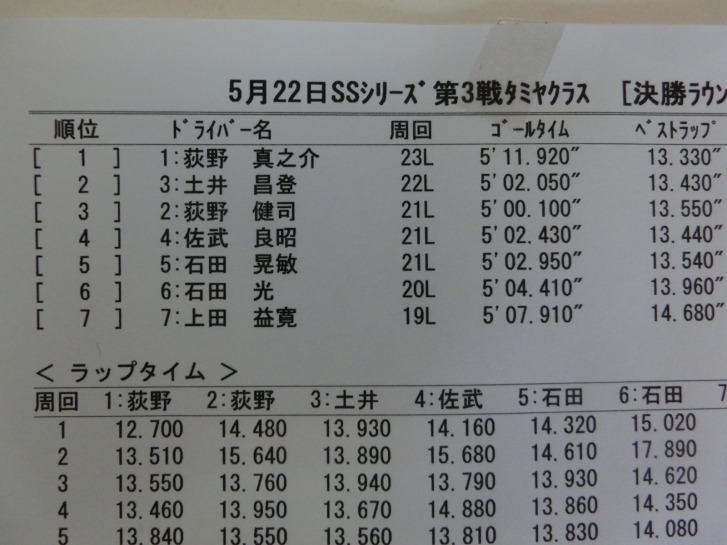 5月22日SSシリーズ 第3戦タミヤクラス [決勝ラウン
順位 ドライバー名 周回 ゴールタイム ベストラップ
[ 1 ] 1:荻野 真之介 23L 5'11.920" 13.330"
[ 2 ] 3:土井 昌登 22L 5'02.050" 13.430"
[ 3 ] 2:荻野 健司 21L 5'00.100" 13.550"
[ 4 ] 4:佐武 良昭 21L 5'02.430" 13.440"
[ 5 ] 5:石田 晃敏 21L 5'02.950" 13.540"
[ 6 ] 6:石田 光 20L 5'04.410" 13.960"
[ 7 ] 7:上田 益寛 19L 5'07.910" 14.680"
< ラップタイム >
周回 1:荻野 2:荻野 3:土井 4:佐武 5:石田 6:石田 7
1 12.700 14.480 13.930 14.160 14.320 15.020
2 13.510 15.640 13.890 15.680 14.610 17.890
3 13.550 13.760 13.940 13.790 13.930 14.620
4 13.460 13.950 13.670 14.880 13.860 14.350
5 13.840 13.550 13.560 13.810 13.830 14.080